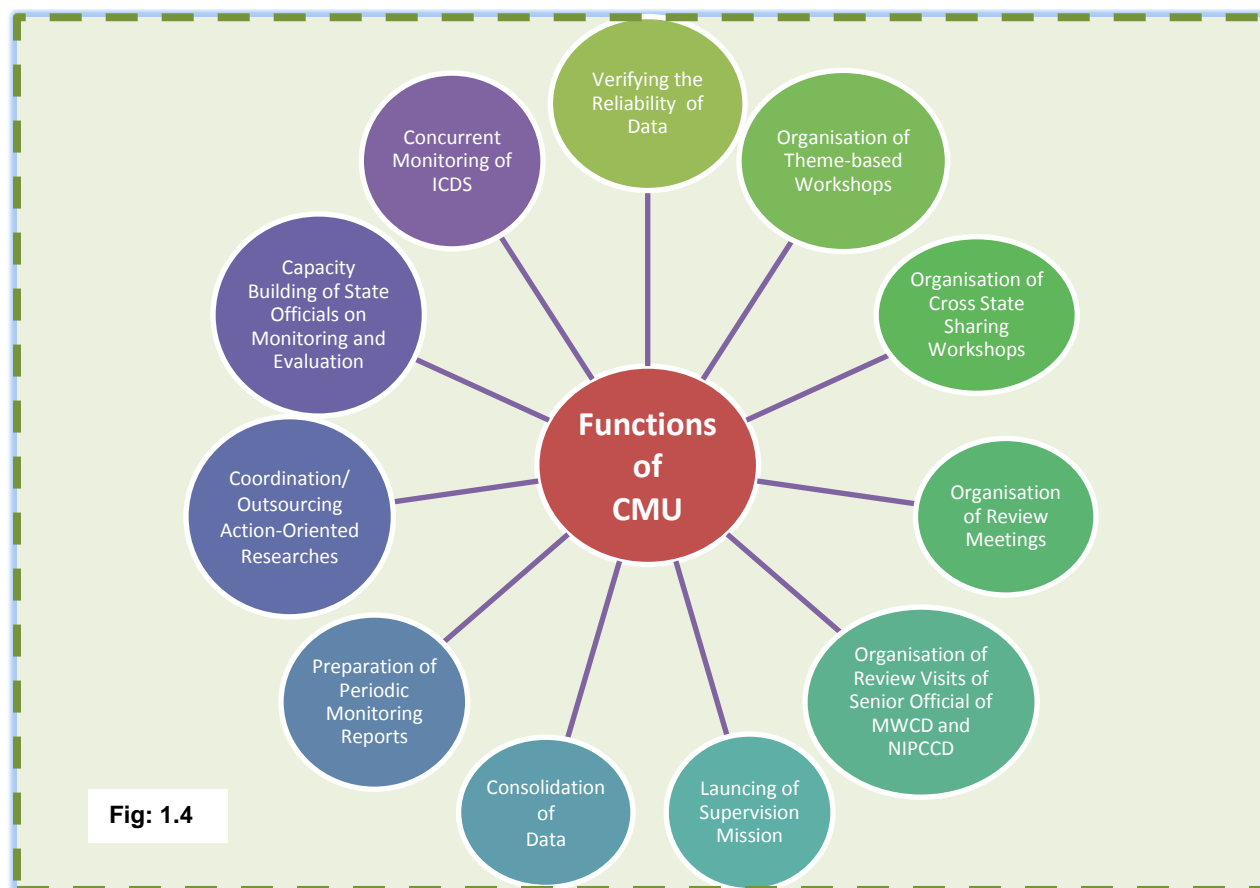 Functions
of
CMU
Verifying the
Reliability of
Data
Organisation of
Theme-based
Workshops
Organisation of
Cross State
Sharing
Workshops
Organisation
of Review
Meetings
Organisation of
Review Visits of
Senior Official of
MWCD and
NIPCCD
Launcing of
Supervision
Mission
Consolidation
of
Data
Preparation of
Periodic
Monitoring
Reports
Coordination/
Outsourcing
Action-Oriented
Researches
Capacity
Building of State
Officials on
Monitoring and
Evaluation
Concurrent
Monitoring of
ICDS
Fig: 1.4